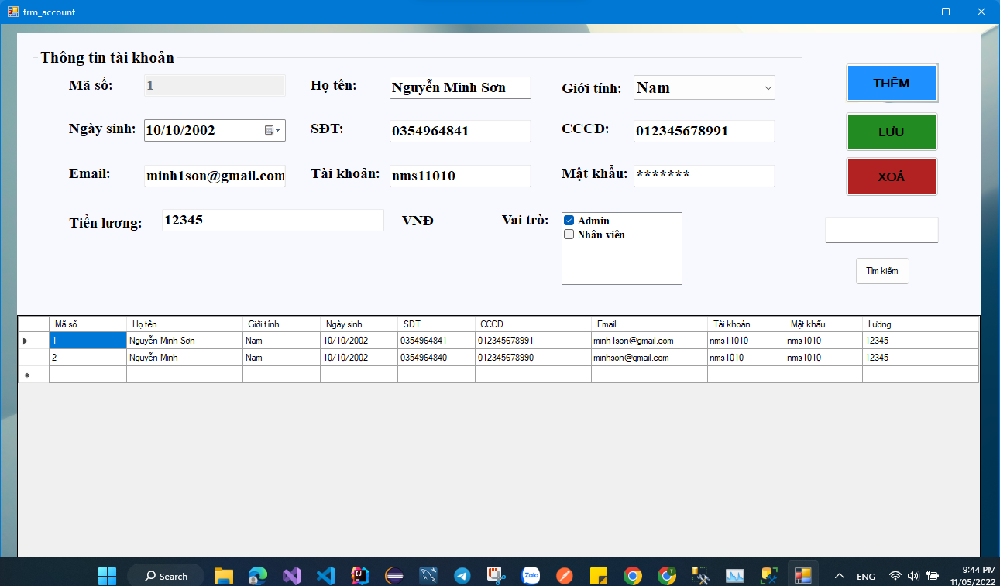 frm_account
Thông tin tài khoản
Mã số: 1 Họ tên: Nguyễn Minh Sơn Giới tính: Nam
THÊM
Ngày sinh: 10/10/2002 SĐT: 0354964841 CCCD: 012345678991
LƯU
Email: minh1son@gmail.com Tài khoản: nms11010 Mật khẩu: *******
XOÁ
Tiền lương: 12345 VNĐ Vai trò: Admin
Nhân viên
Tìm kiếm
Mã số Họ tên Giới tính Ngày sinh SĐT CCCD Email Tài khoản Mật khẩu Lương
1 Nguyễn Minh Sơn Nam 10/10/2002 0354964841 012345678991 minh1son@gmail.com nms11010 nms1010 12345
2 Nguyễn Minh Nam 10/10/2002 0354964840 012345678990 minhson@gmail.com nms1010 nms1010 12345
Search Zalo ENG 9:44 PM
11/05/2022